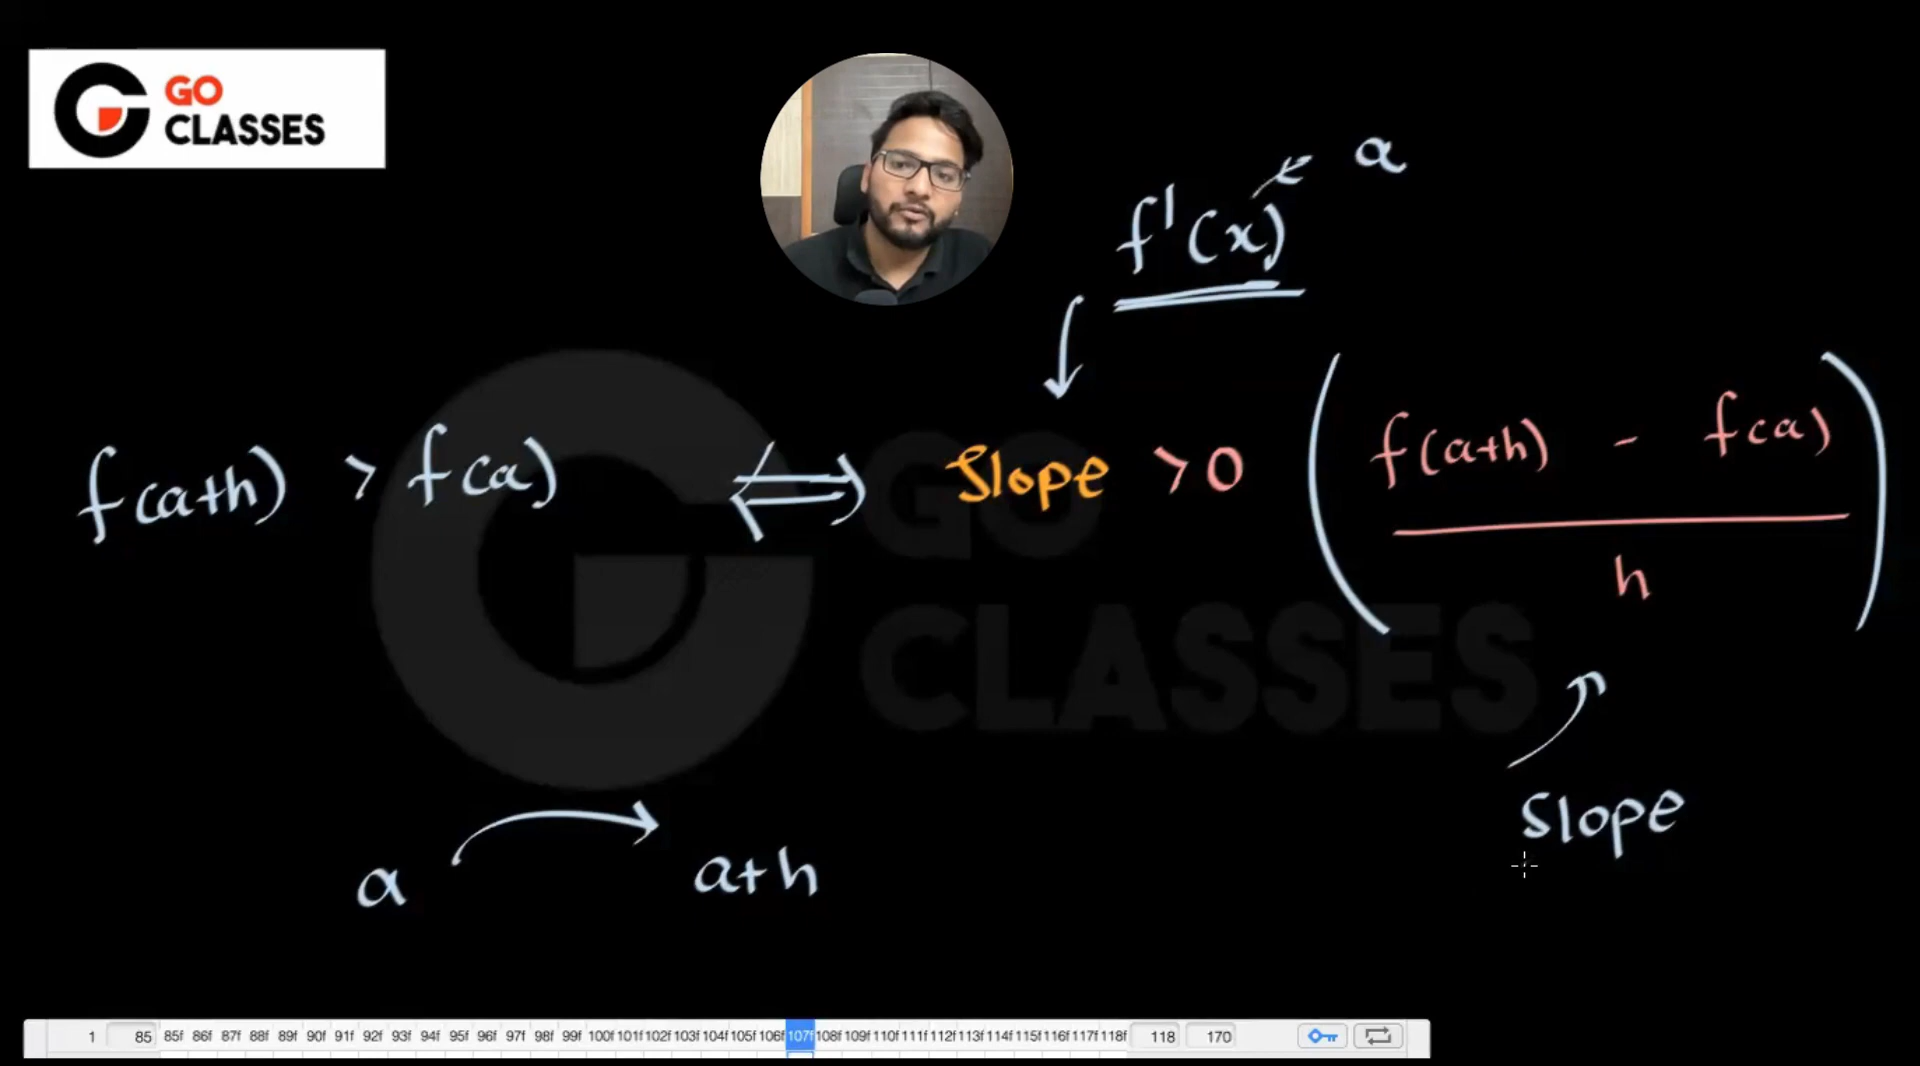 GO
CLASSES
a
f'(x)
f(a+h) > f(a) ⟺ Slope > 0 ( f(a+h) - f(a)
h )
GO
CLASSES
Slope
a → a+h
1 85 85f 86f 87f 88f 89f 90f 91f 92f 93f 94f 95f 96f 97f 98f 99f 100f 101f 102f 103f 104f 105f 106f 107f 108f 109f 110f 111f 112f 113f 114f 115f 116f 117f 118f 118 170